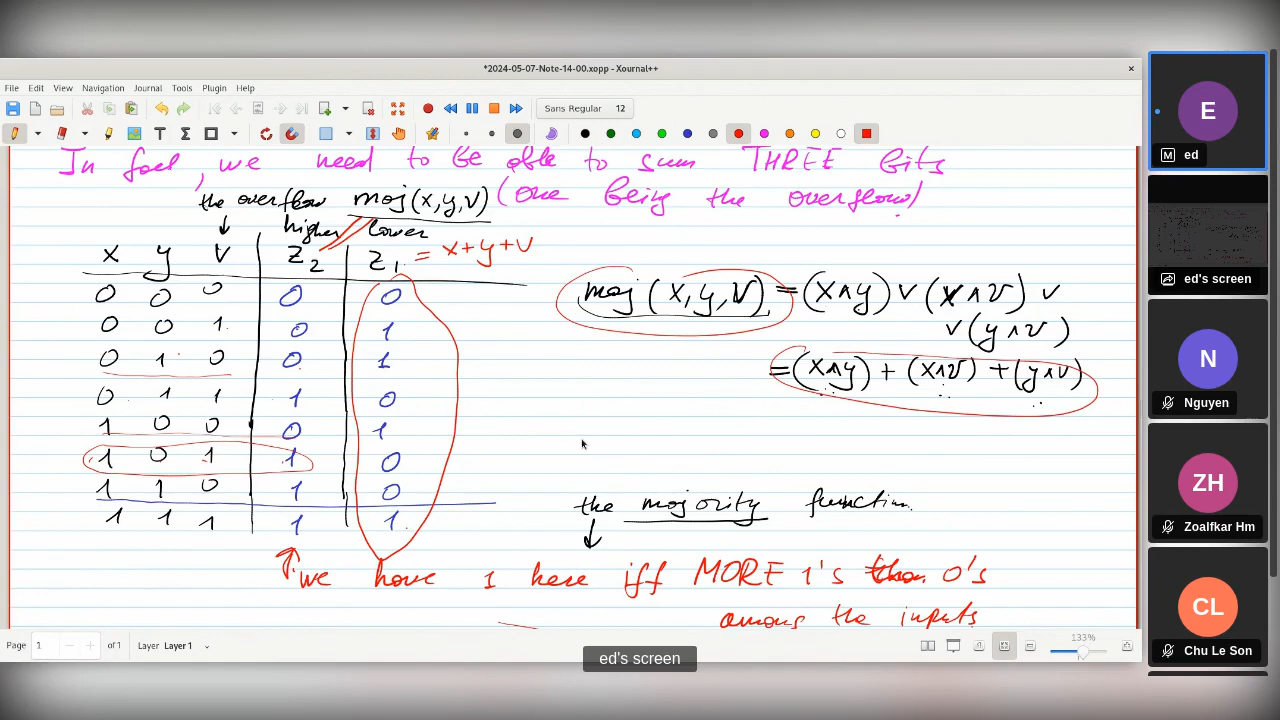 *2024-05-07-Note-14-00.xopp - Xournal++
File Edit View Navigation Journal Tools Plugin Help
Sans Regular 12
In fact, we need to be able to sum THREE bits
the overflow maj(x,y,v) (one being the overflow)
higher lower
x y v z₂ z₁ = x+y+v
0 0 0 0 0
0 0 1 0 1
0 1 0 0 1
0 1 1 1 0
1 0 0 0 1
1 0 1 1 0
1 1 0 1 0
1 1 1 1 1
maj(x,y,v) = (x∧y) ∨ (x∧v) ∨
∨ (y∧v)
= (x∧y) + (x∧v) + (y∧v)
the majority function
we have 1 here iff MORE 1's than 0's
among the inputs
Page 1 of 1 Layer Layer 1 133%
ed's screen
E
ed
ed's screen
N
Nguyen
ZH
Zoalfkar Hm
CL
Chu Le Son